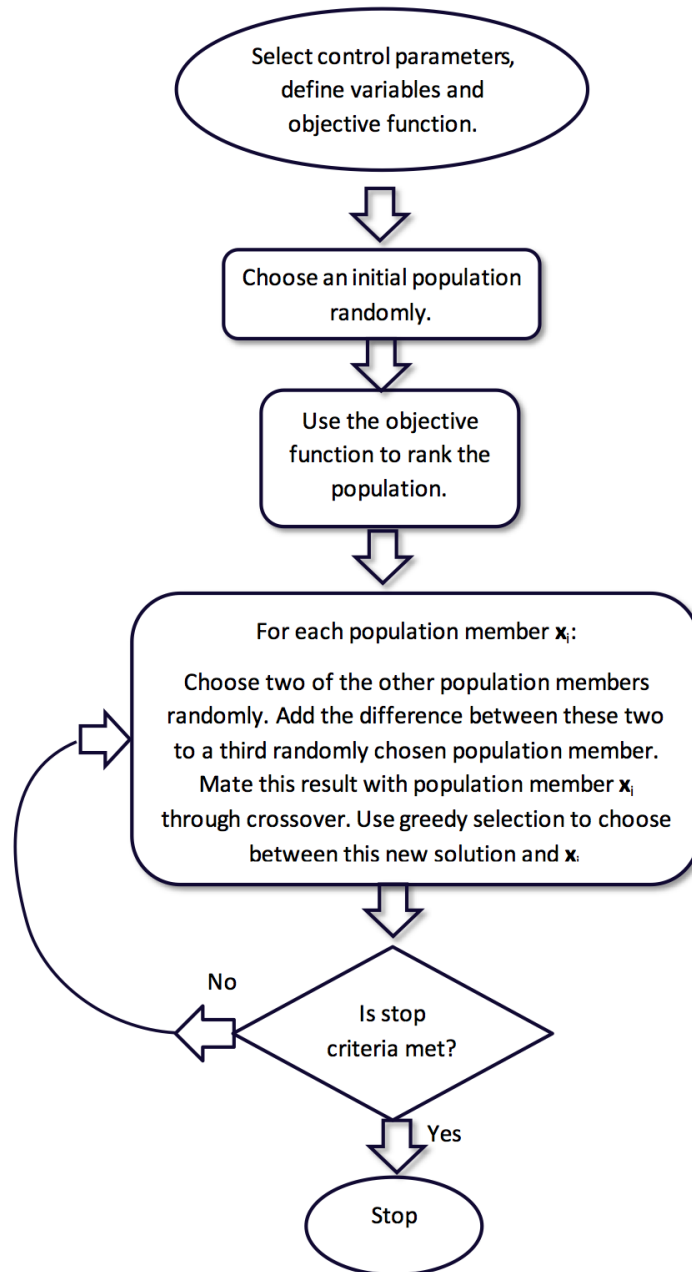 Select control parameters,
define variables and
objective function.
Choose an initial population
randomly.
Use the objective
function to rank the
population.
For each population member xᵢ:
Choose two of the other population members
randomly. Add the difference between these two
to a third randomly chosen population member.
Mate this result with population member xᵢ
through crossover. Use greedy selection to choose
between this new solution and xᵢ
No
Is stop
criteria met?
Yes
Stop